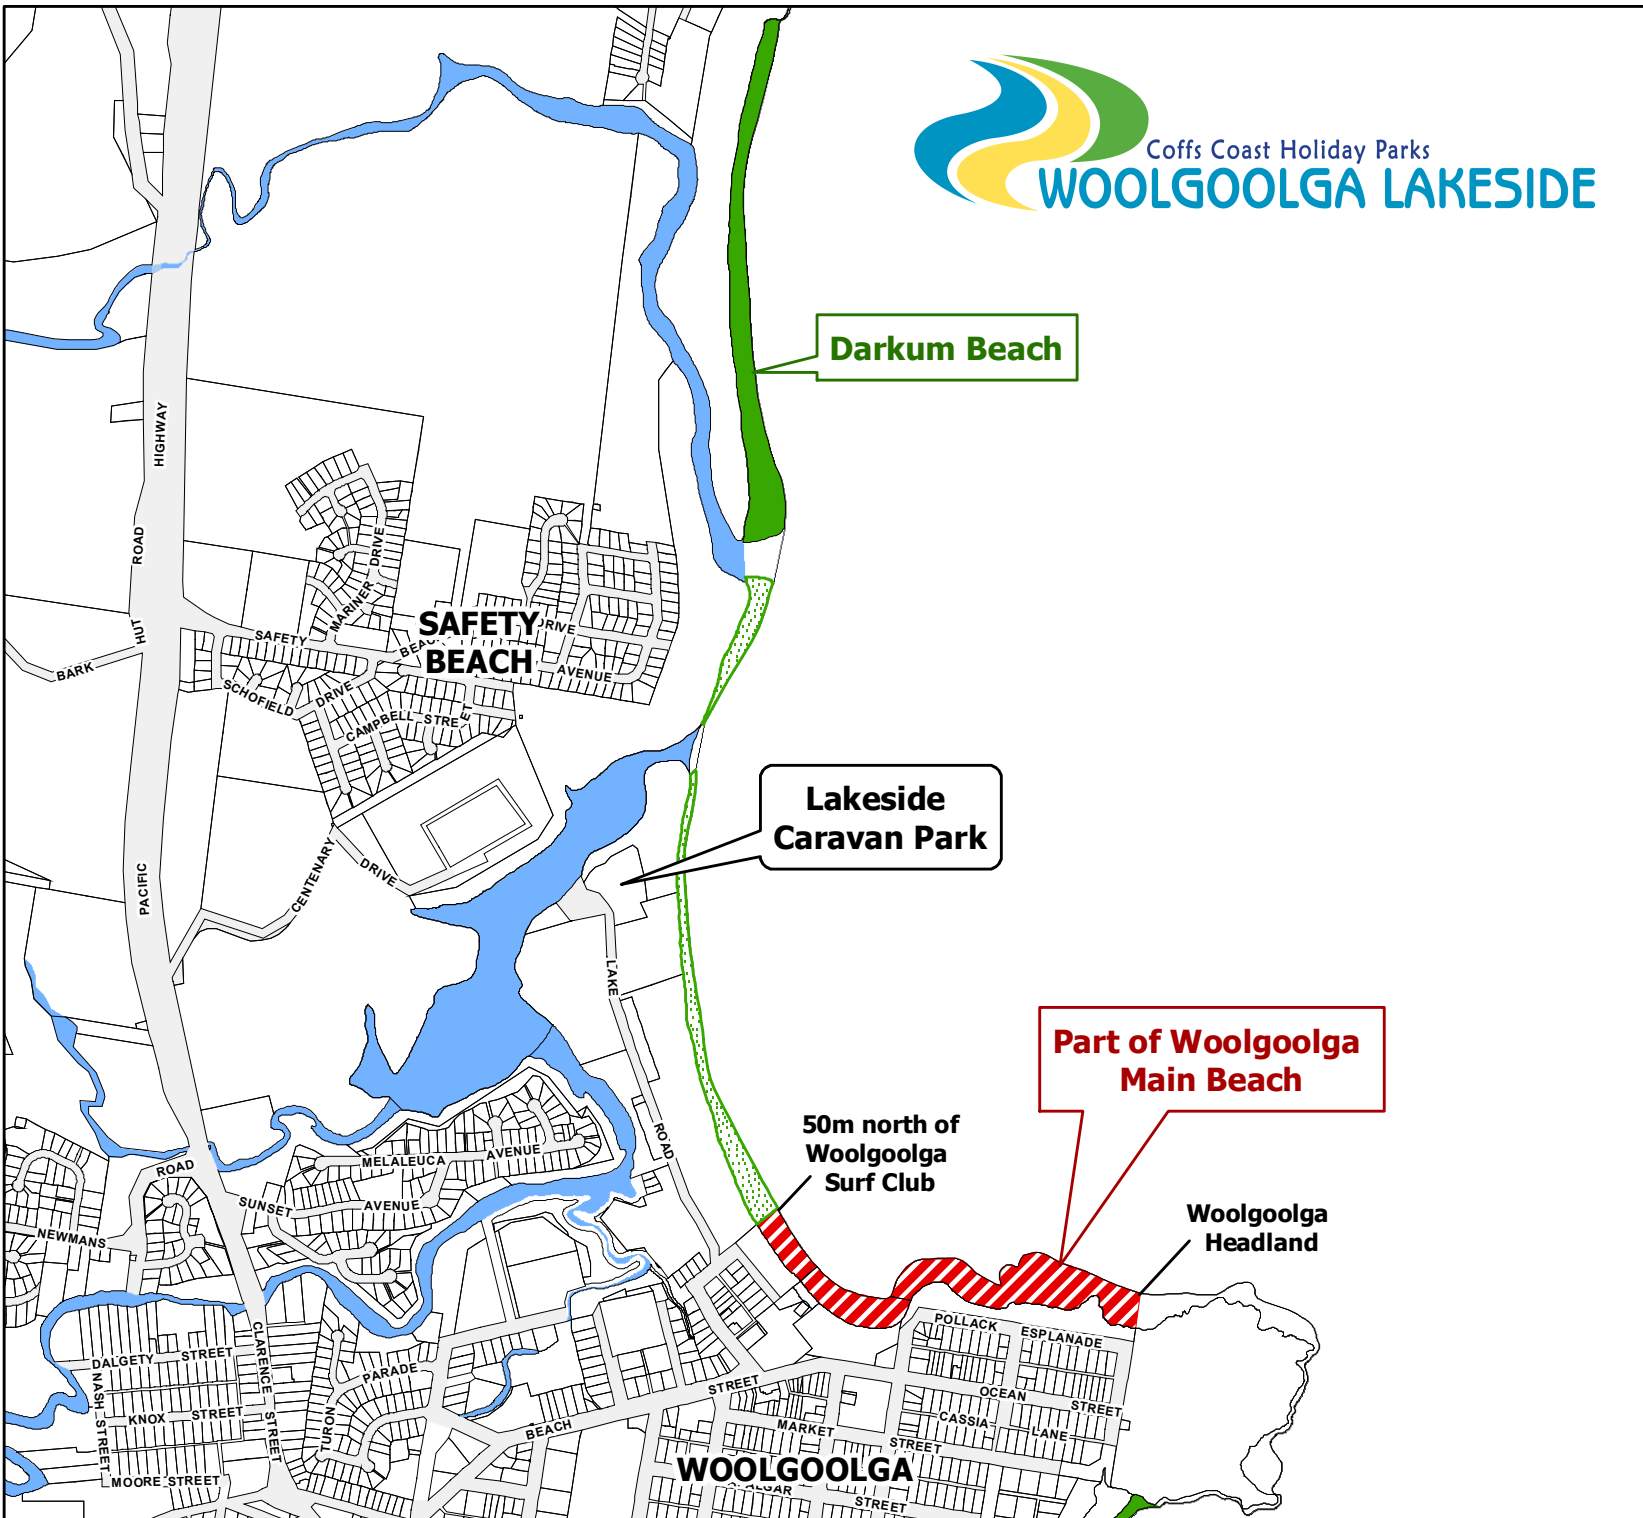 Coffs Coast Holiday Parks
WOOLGOOLGA LAKESIDE
Darkum Beach
HIGHWAY
ROAD
HUT
BARK
MARINER DRIVE
SAFETY
BEACH
SAFETY
DRIVE
AVENUE
SCHOFIELD
DRIVE
CAMPBELL STREET
Lakeside
Caravan Park
CENTENARY
DRIVE
PACIFIC
LAKE
ROAD
Part of Woolgoolga
Main Beach
50m north of
Woolgoolga
Surf Club
Woolgoolga
Headland
ROAD
MELALEUCA AVENUE
SUNSET AVENUE
NEWMANS
POLLACK ESPLANADE
CLARENCE STREET
DALGETY STREET
NASH STREET
KNOX STREET
MOORE STREET
TURON
PARADE
BEACH STREET
OCEAN STREET
CASSIA LANE
MARKET STREET
WOOLGOOLGA
STREET